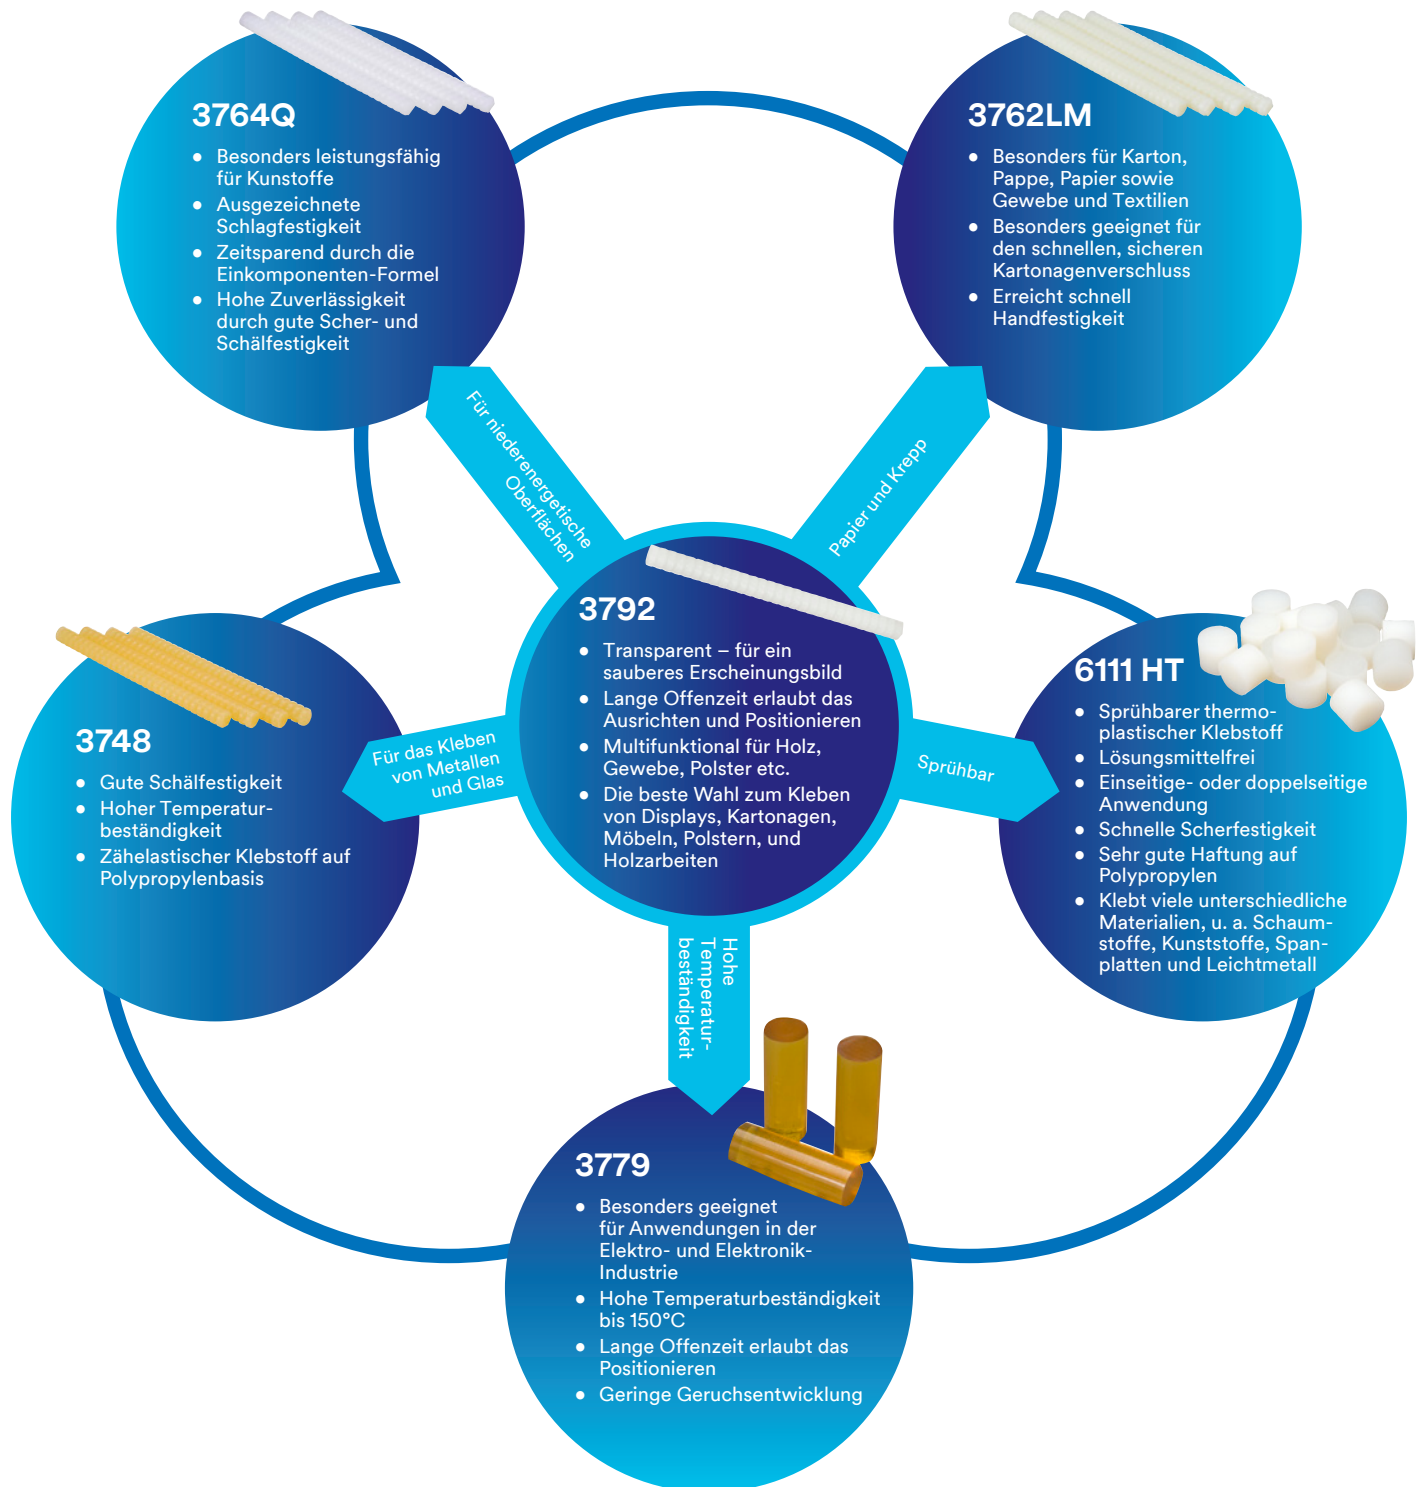 3764Q
● Besonders leistungsfähig
für Kunstoffe
● Ausgezeichnete
Schlagfestigkeit
● Zeitsparend durch die
Einkomponenten-Formel
● Hohe Zuverlässigkeit
durch gute Scher- und
Schälfestigkeit
3762LM
● Besonders für Karton,
Pappe, Papier sowie
Gewebe und Textilien
● Besonders geeignet für
den schnellen, sicheren
Kartonagenverschluss
● Erreicht schnell
Handfestigkeit
Für niederenergetische
Oberflächen
Papier und Krepp
3792
● Transparent – für ein
sauberes Erscheinungsbild
● Lange Offenzeit erlaubt das
Ausrichten und Positionieren
● Multifunktional für Holz,
Gewebe, Polster etc.
● Die beste Wahl zum Kleben
von Displays, Kartonagen,
Möbeln, Polstern, und
Holzarbeiten
3748
● Gute Schälfestigkeit
● Hoher Temperatur-
beständigkeit
● Zähelastischer Klebstoff auf
Polypropylenbasis
Für das Kleben
von Metallen
und Glas
Sprühbar
6111 HT
● Sprühbarer thermo-
plastischer Klebstoff
● Lösungsmittelfrei
● Einseitige- oder doppelseitige
Anwendung
● Schnelle Scherfestigkeit
● Sehr gute Haftung auf
Polypropylen
● Klebt viele unterschiedliche
Materialien, u. a. Schaum-
stoffe, Kunststoffe, Span-
platten und Leichtmetall
Hohe
Temperatur-
beständigkeit
3779
● Besonders geeignet
für Anwendungen in der
Elektro- und Elektronik-
Industrie
● Hohe Temperaturbeständigkeit
bis 150°C
● Lange Offenzeit erlaubt das
Positionieren
● Geringe Geruchsentwicklung